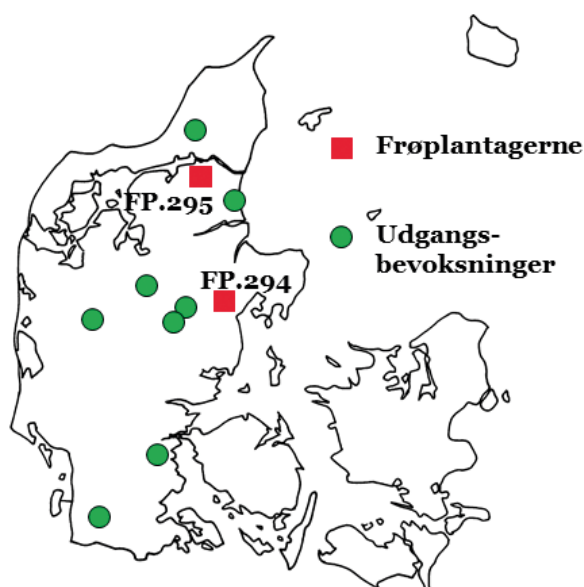 Frøplantagerne
FP.295
Udgangs-
bevoksninger
FP.294